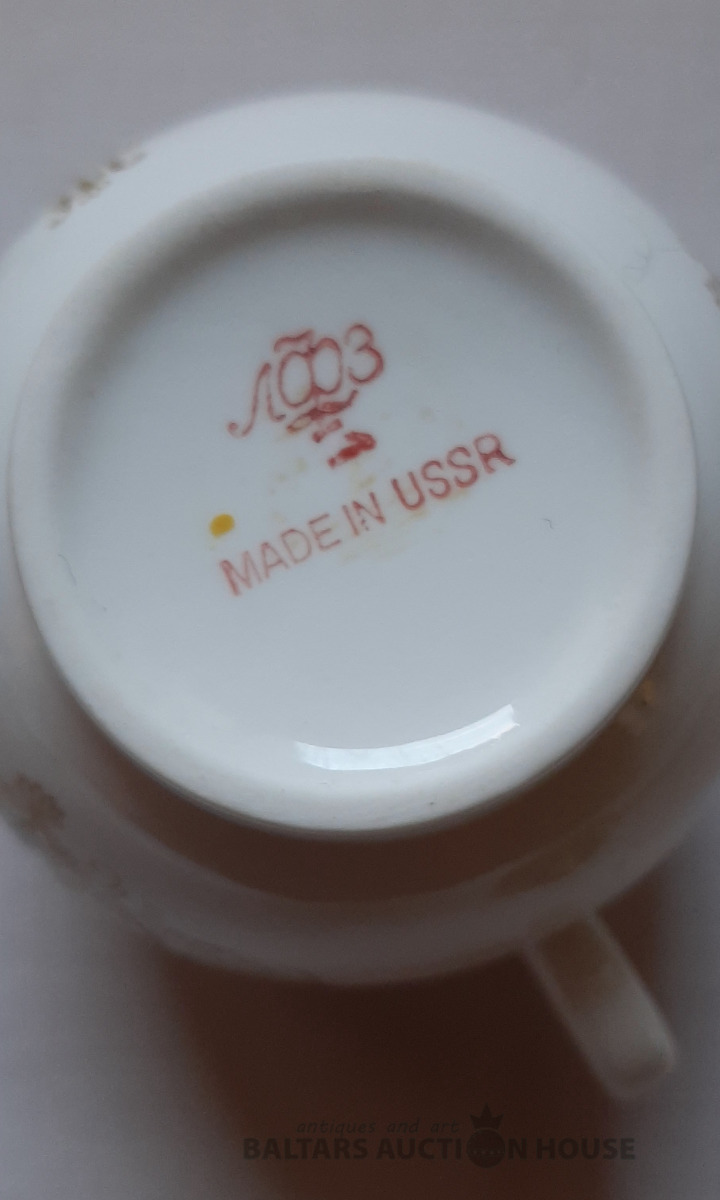 ЛФЗ
MADE IN USSR
antiques and art
BALTARS AUCTION HOUSE